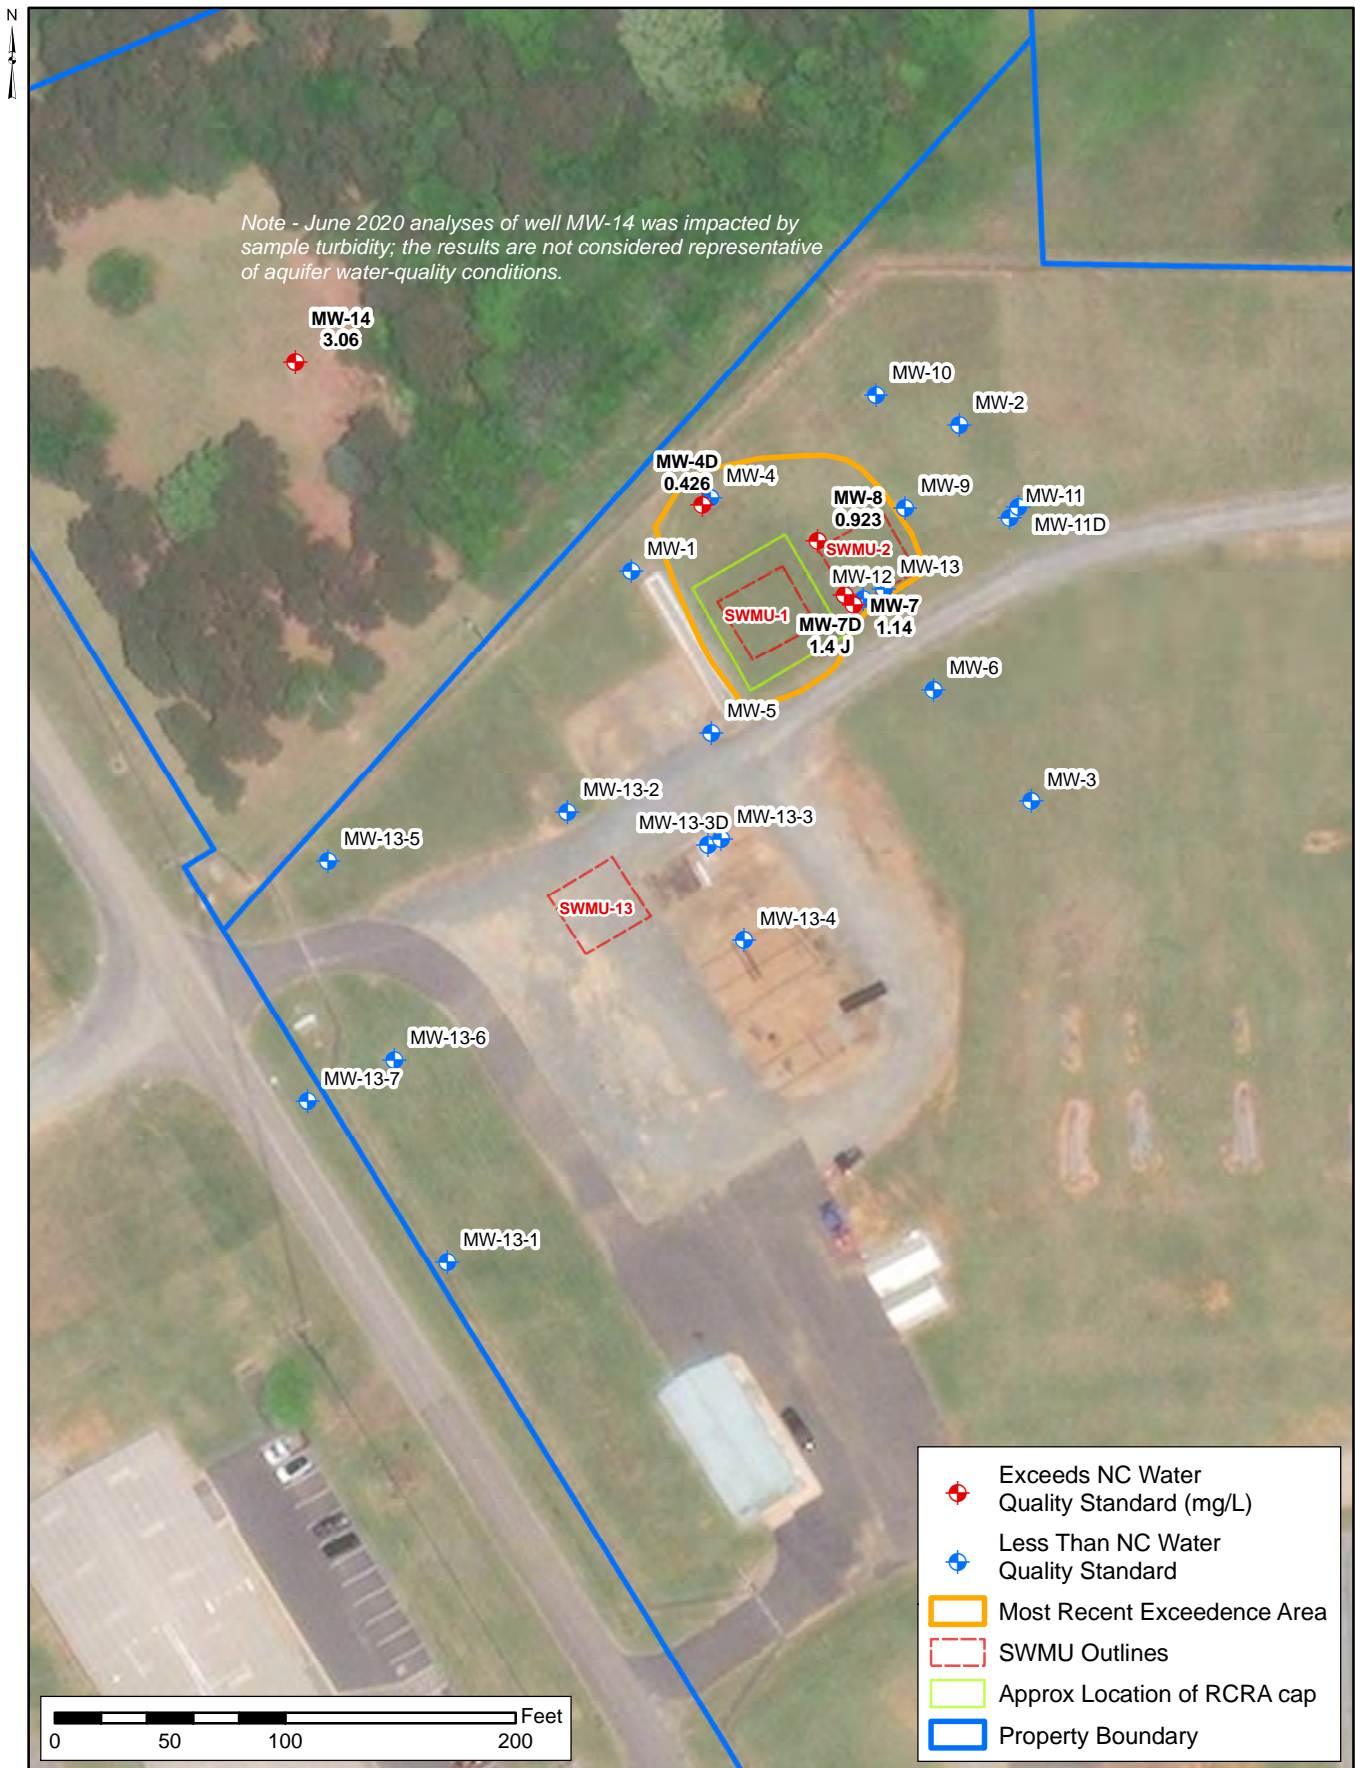 N
Note - June 2020 analyses of well MW-14 was impacted by
sample turbidity; the results are not considered representative
of aquifer water-quality conditions.
MW-14
3.06
MW-10
MW-2
MW-4D
0.426
MW-4
MW-8
0.923
MW-9
MW-11
MW-11D
SWMU-2
MW-1
MW-13
MW-12
SWMU-1
MW-7
1.14
MW-7D
1.4 J
MW-6
MW-5
MW-3
MW-13-2
MW-13-3D
MW-13-3
MW-13-5
SWMU-13
MW-13-4
MW-13-6
MW-13-7
MW-13-1
Exceeds NC Water
Quality Standard (mg/L)
Less Than NC Water
Quality Standard
Most Recent Exceedence Area
SWMU Outlines
Approx Location of RCRA cap
Property Boundary
Feet
0 50 100 200